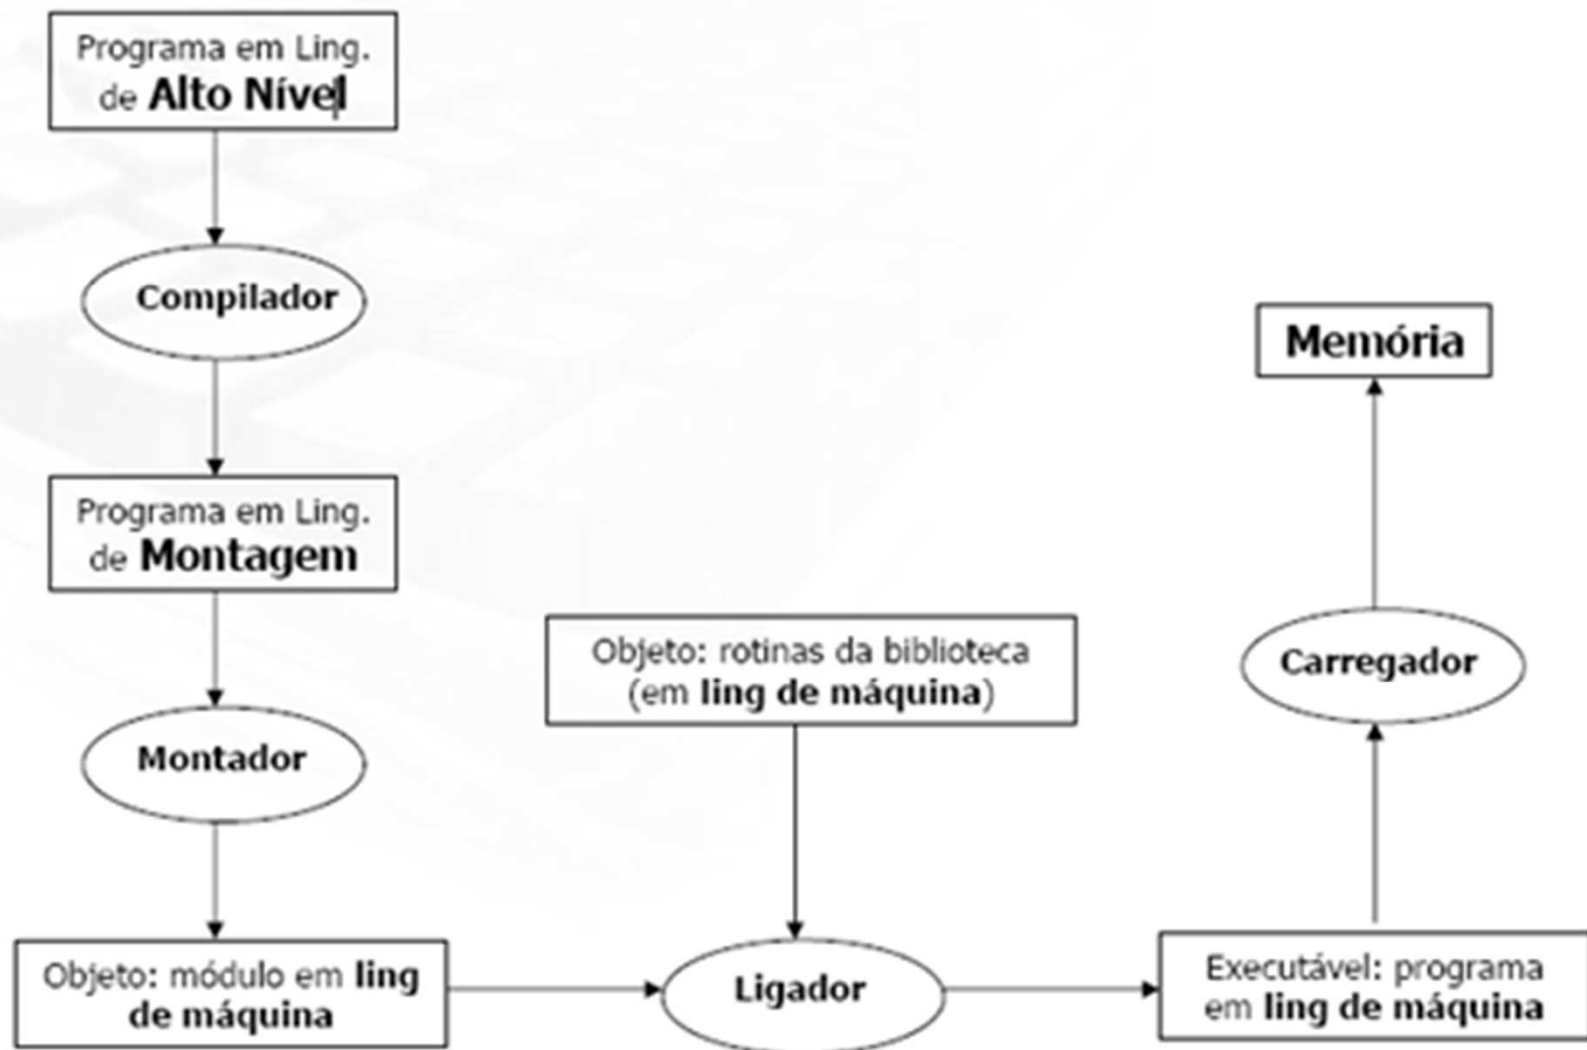 Programa em Ling.
de Alto Nível
Compilador
Programa em Ling.
de Montagem
Montador
Objeto: módulo em ling
de máquina
Objeto: rotinas da biblioteca
(em ling de máquina)
Ligador
Executável: programa
em ling de máquina
Carregador
Memória